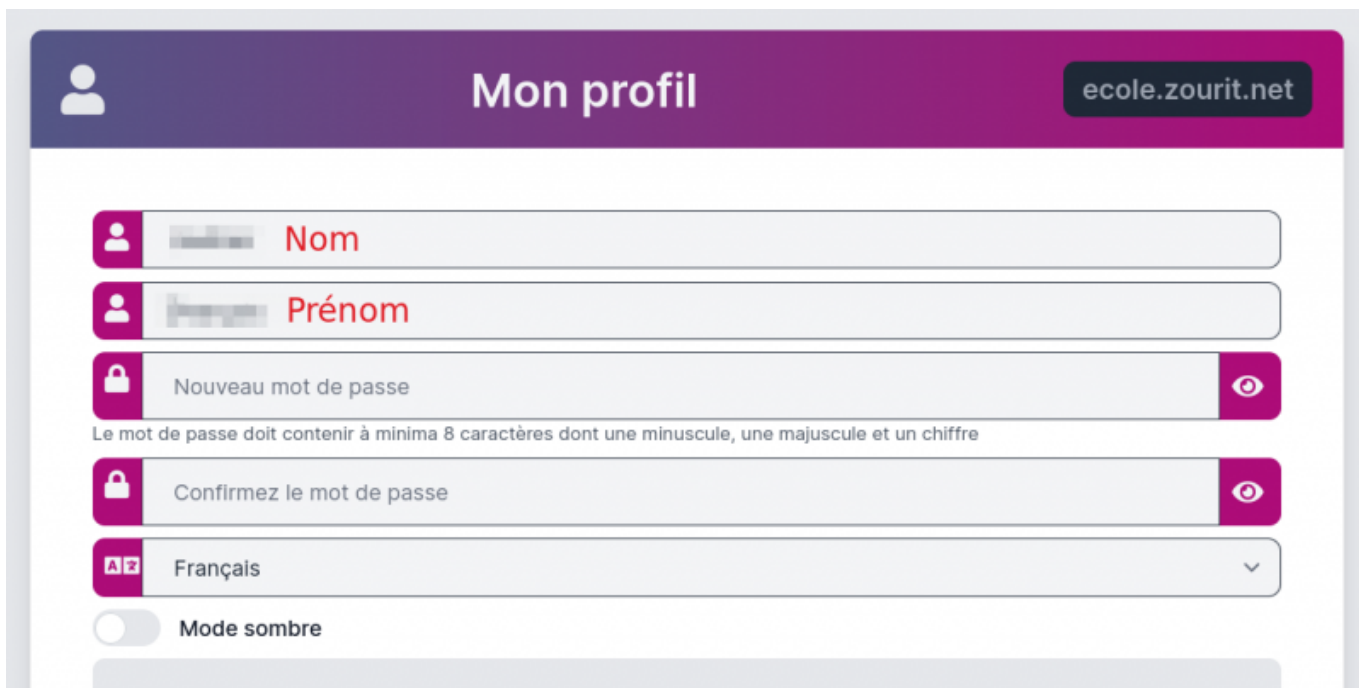 Mon profil
ecole.zourit.net
Nom
Prénom
Nouveau mot de passe
Le mot de passe doit contenir à minima 8 caractères dont une minuscule, une majuscule et un chiffre
Confirmez le mot de passe
Français
Mode sombre